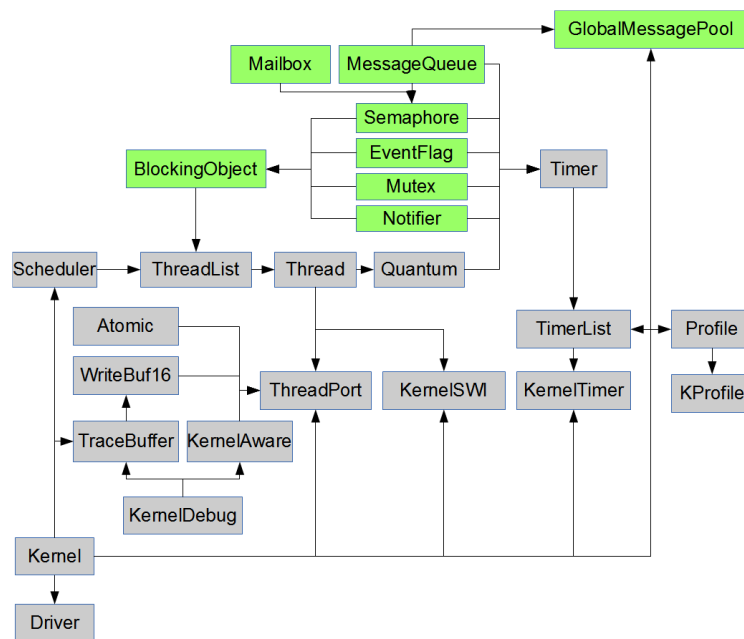 GlobalMessagePool
Mailbox
MessageQueue
Semaphore
EventFlag
BlockingObject
Timer
Mutex
Notifier
Scheduler
ThreadList
Thread
Quantum
Atomic
TimerList
Profile
WriteBuf16
ThreadPort
KernelSWI
KernelTimer
KProfile
TraceBuffer
KernelAware
KernelDebug
Kernel
Driver